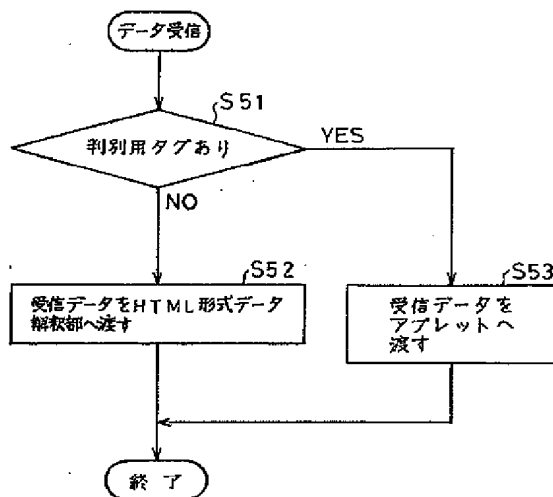 データ受信
S51
判別用タグあり
YES
NO
S52
受信データをHTML形式データ
解釈部へ渡す
S53
受信データを
アプレットへ
渡す
終了